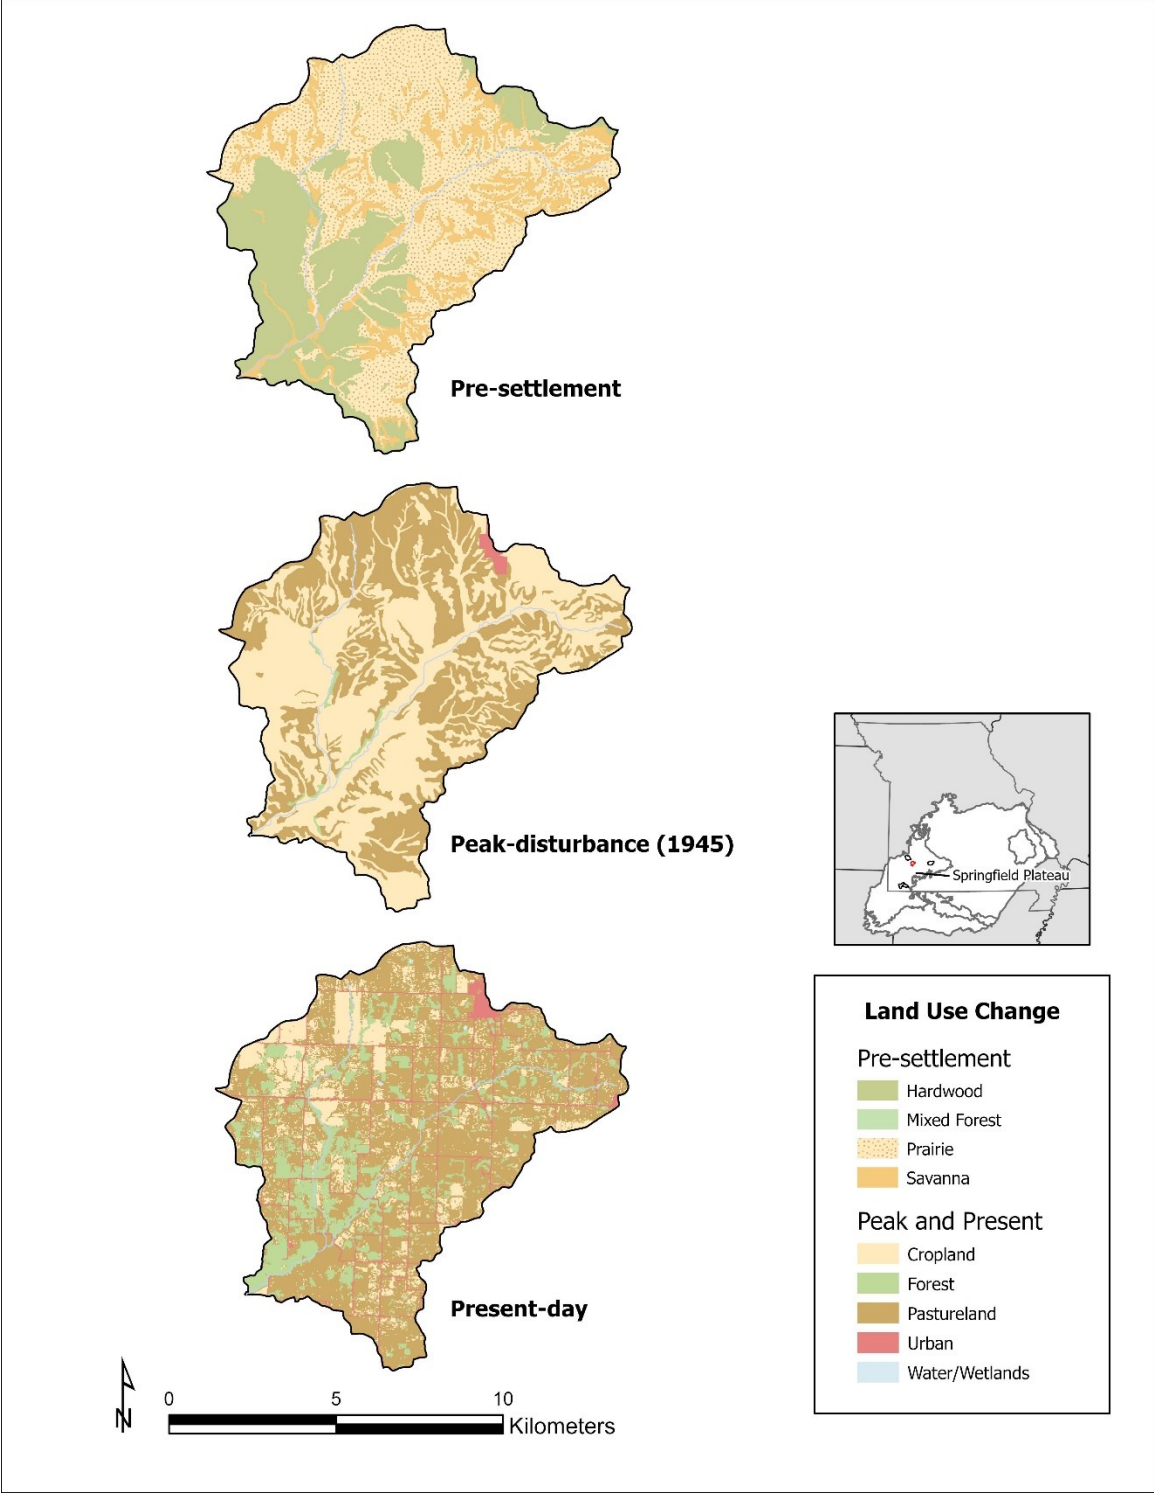 Pre-settlement
Peak-disturbance (1945)
Springfield Plateau
Present-day
Land Use Change
Pre-settlement
Hardwood
Mixed Forest
Prairie
Savanna
Peak and Present
Cropland
Forest
Pastureland
Urban
Water/Wetlands
N
0 5 10
Kilometers